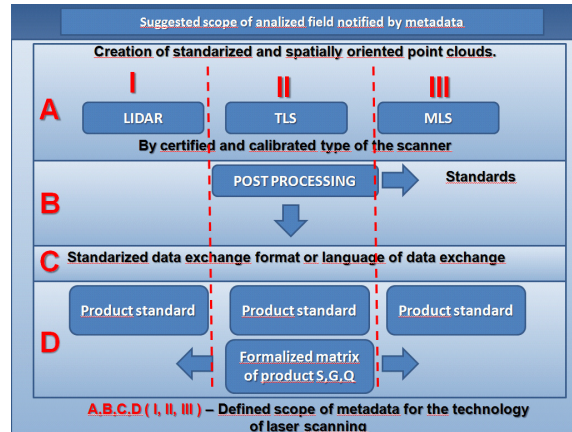 Suggested scope of analized field notified by metadata
Creation of standarized and spatially oriented point clouds.
I II III
A
LIDAR TLS MLS
By certified and calibrated type of the scanner
B
POST PROCESSING Standards
C Standarized data exchange format or language of data exchange
Product standard Product standard Product standard
D
Formalized matrix
of product S,G,Q
A,B,C,D ( I, II, III ) – Defined scope of metadata for the technology
of laser scanning